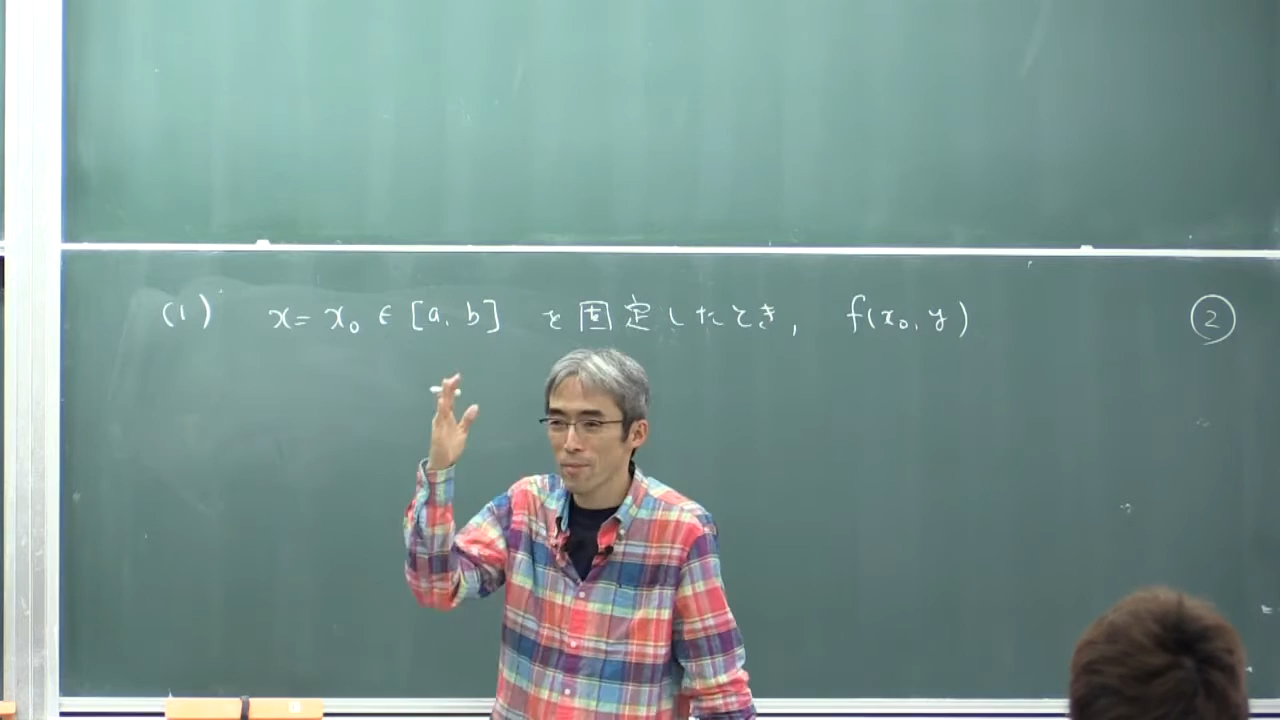 (1) x = x₀ ∈ [a, b] を固定したとき, f(x₀, y) ②